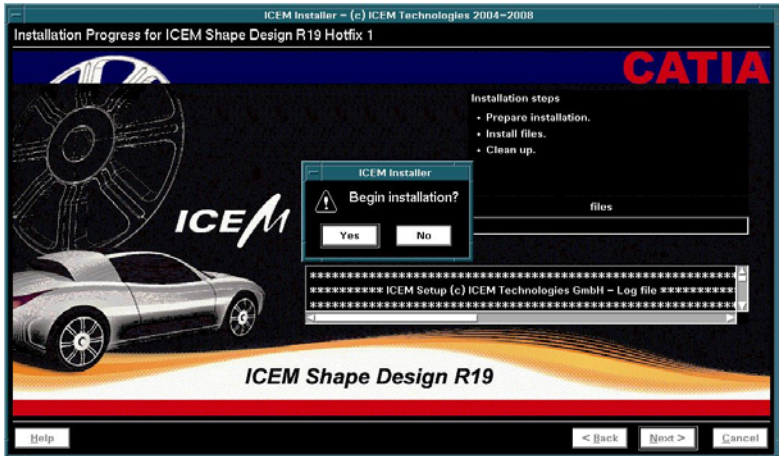 ICEM Installer – (c) ICEM Technologies 2004–2008
Installation Progress for ICEM Shape Design R19 Hotfix 1
CATIA
Installation steps
• Prepare installation.
• Install files.
• Clean up.
ICEM Installer
Begin installation?
Yes No
files
ICEM
********************************************************************
********** ICEM Setup (c) ICEM Technologies GmbH – Log file **********
********************************************************************
ICEM Shape Design R19
Help
< Back Next > Cancel